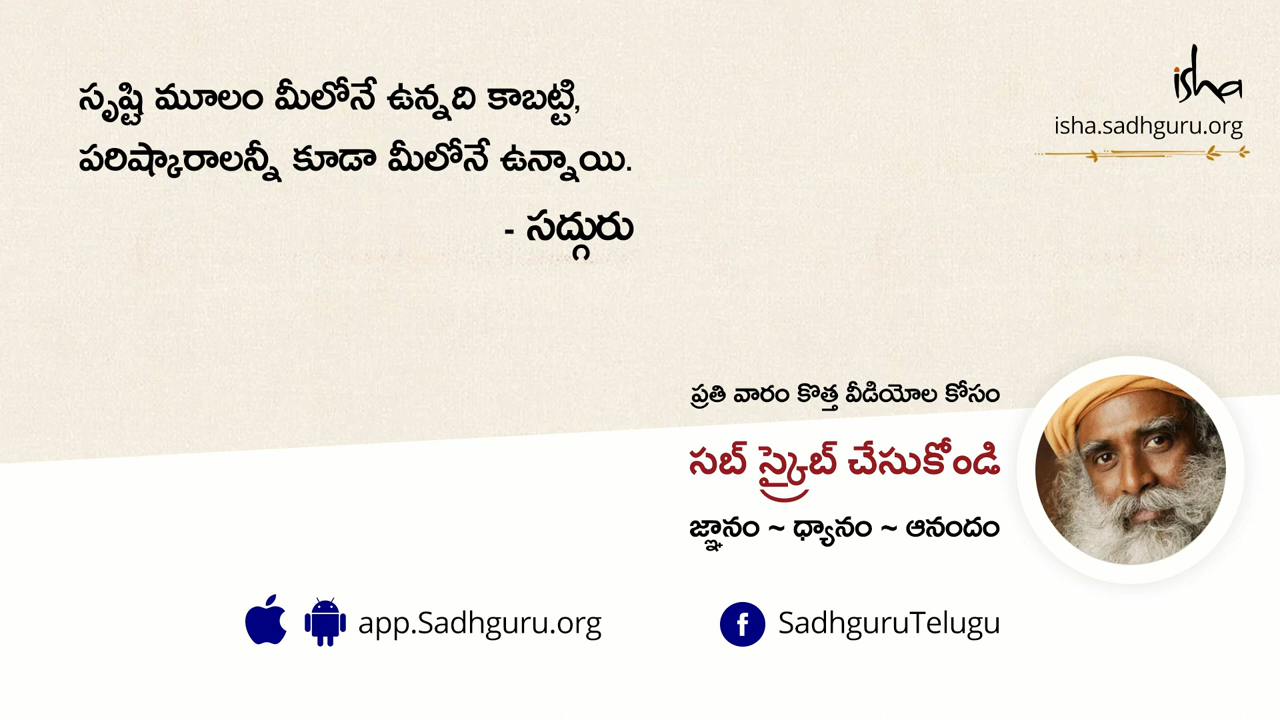 సృష్టి మూలం మీలోనే ఉన్నది కాబట్టి,
పరిష్కారాలన్నీ కూడా మీలోనే ఉన్నాయి.
- సద్గురు
isha
isha.sadhguru.org
ప్రతి వారం కొత్త వీడియోల కోసం
సబ్ స్క్రైబ్ చేసుకోండి
జ్ఞానం ~ ధ్యానం ~ ఆనందం
app.Sadhguru.org
f SadhguruTelugu